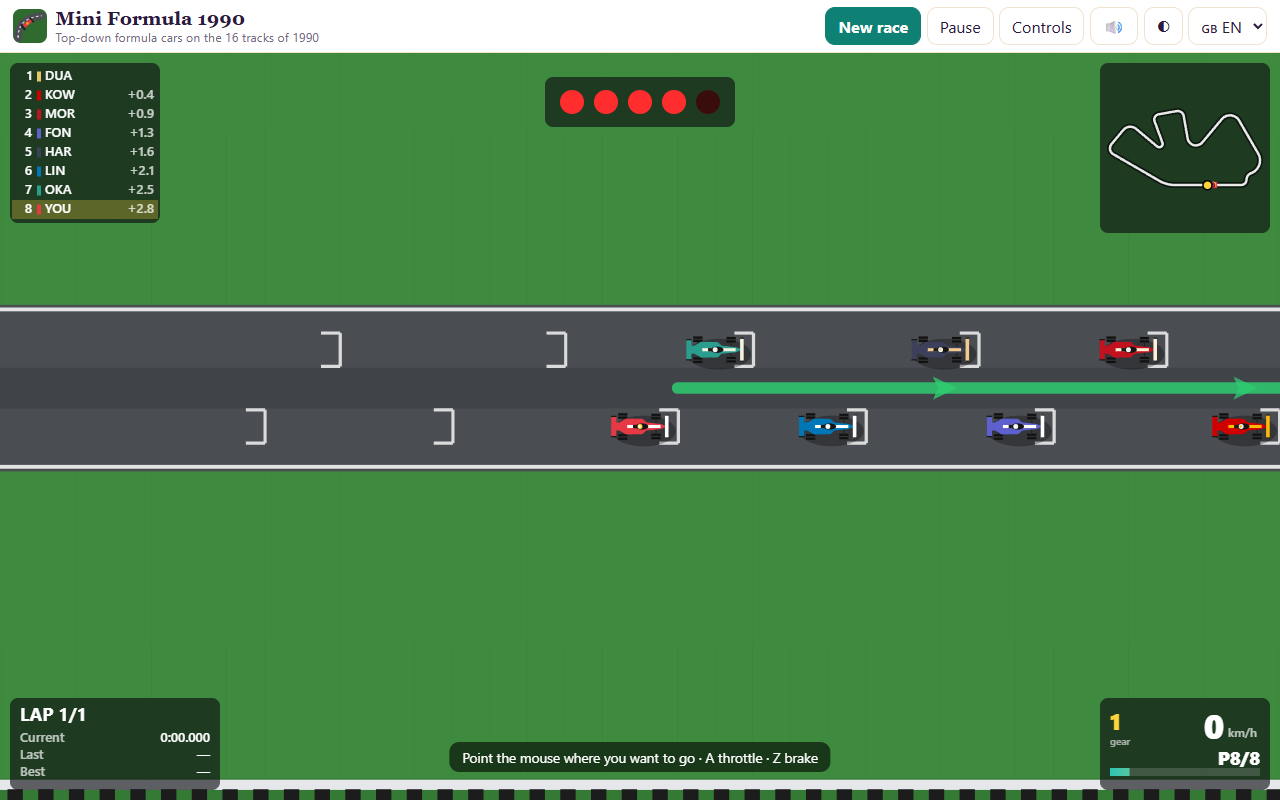 Mini Formula 1990
Top-down formula cars on the 16 tracks of 1990
New race
Pause
Controls
GB EN
1 DUA
2 KOW +0.4
3 MOR +0.9
4 FON +1.3
5 HAR +1.6
6 LIN +2.1
7 OKA +2.5
8 YOU +2.8
LAP 1/1
Current 0:00.000
Last —
Best —
Point the mouse where you want to go · A throttle · Z brake
1
gear
0 km/h
P8/8